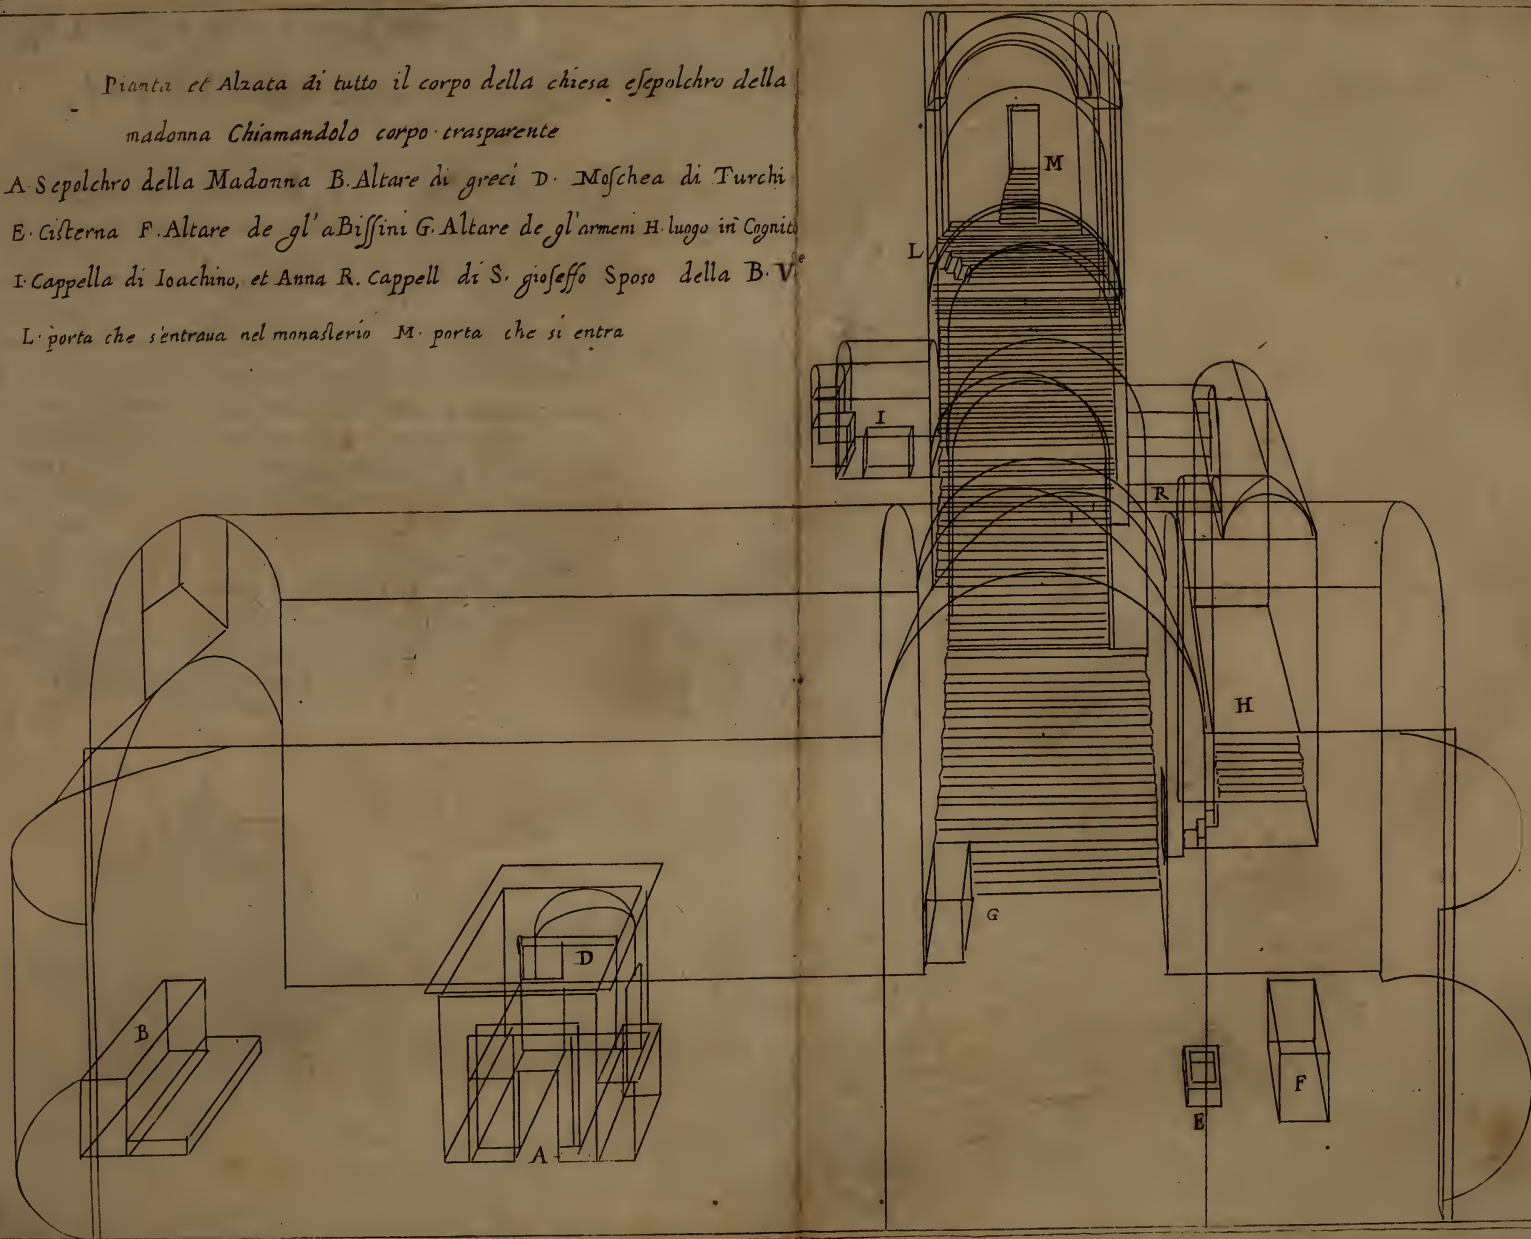 Pianta et Alzata di tutto il corpo della chiesa eſepolchro della
madonna Chiamandolo corpo trasparente
A Sepolchro della Madonna B. Altare di greci D. Moſchea di Turchi
E. Ciſterna F. Altare de gl' aBiſſini G. Altare de gl'armeni H. luogo in Cognito
I. Cappella di Ioachino, et Anna R. Cappell di S. gioſeffo Sposo della B. Vᵉ
L. porta che s'entraua nel monaſterio M. porta che si entra
M
L
I
R
H
G
D
B
F
E
A